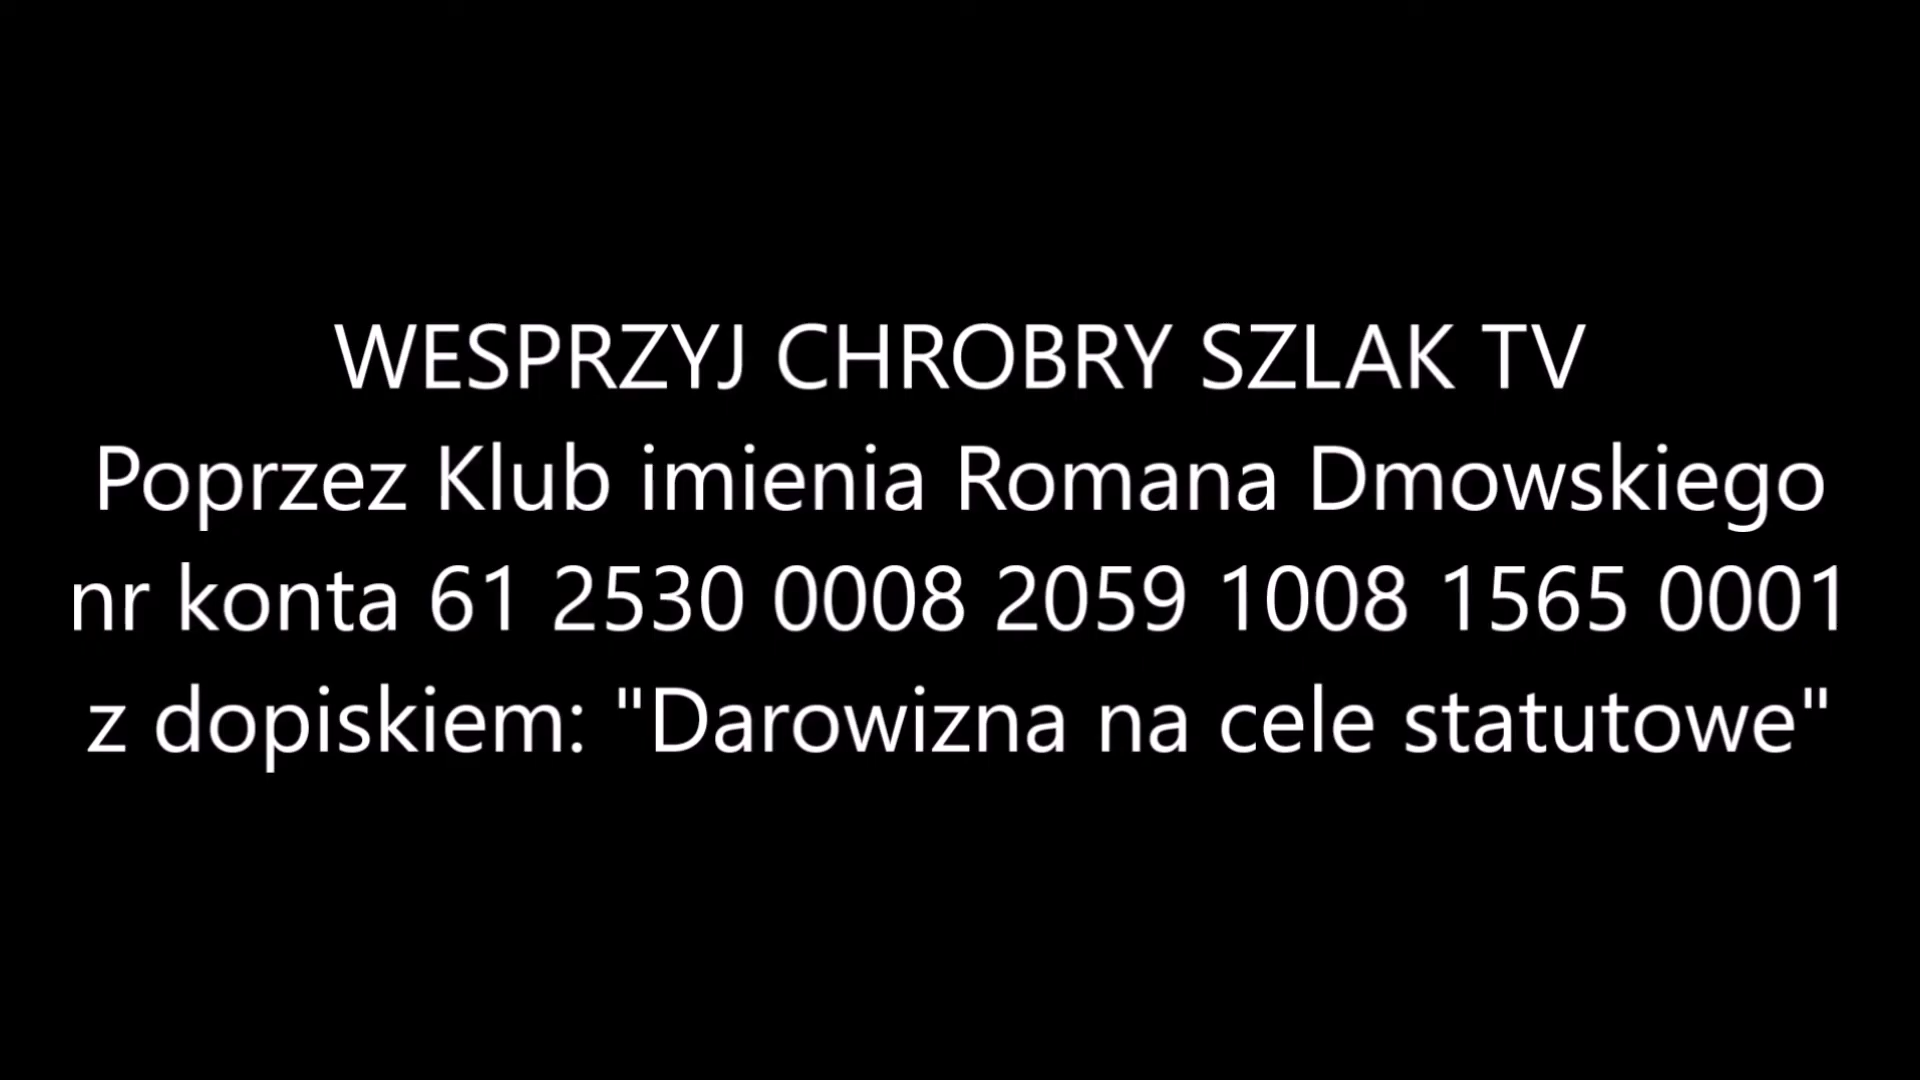 WESPRZYJ CHROBRY SZLAK TV
Poprzez Klub imienia Romana Dmowskiego
nr konta 61 2530 0008 2059 1008 1565 0001
z dopiskiem: "Darowizna na cele statutowe"